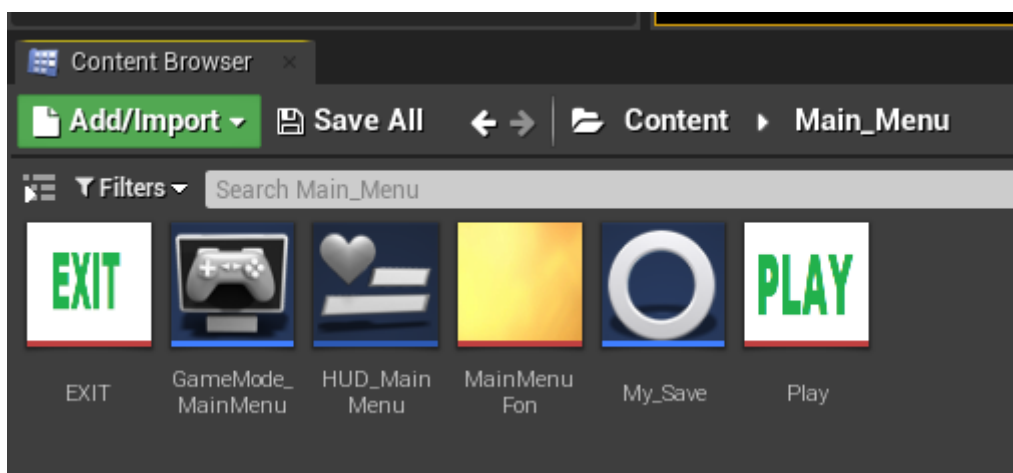 Content Browser
Add/Import Save All Content Main_Menu
Filters Search Main_Menu
EXIT
PLAY
EXIT
GameMode_
MainMenu
HUD_Main
Menu
MainMenu
Fon
My_Save
Play